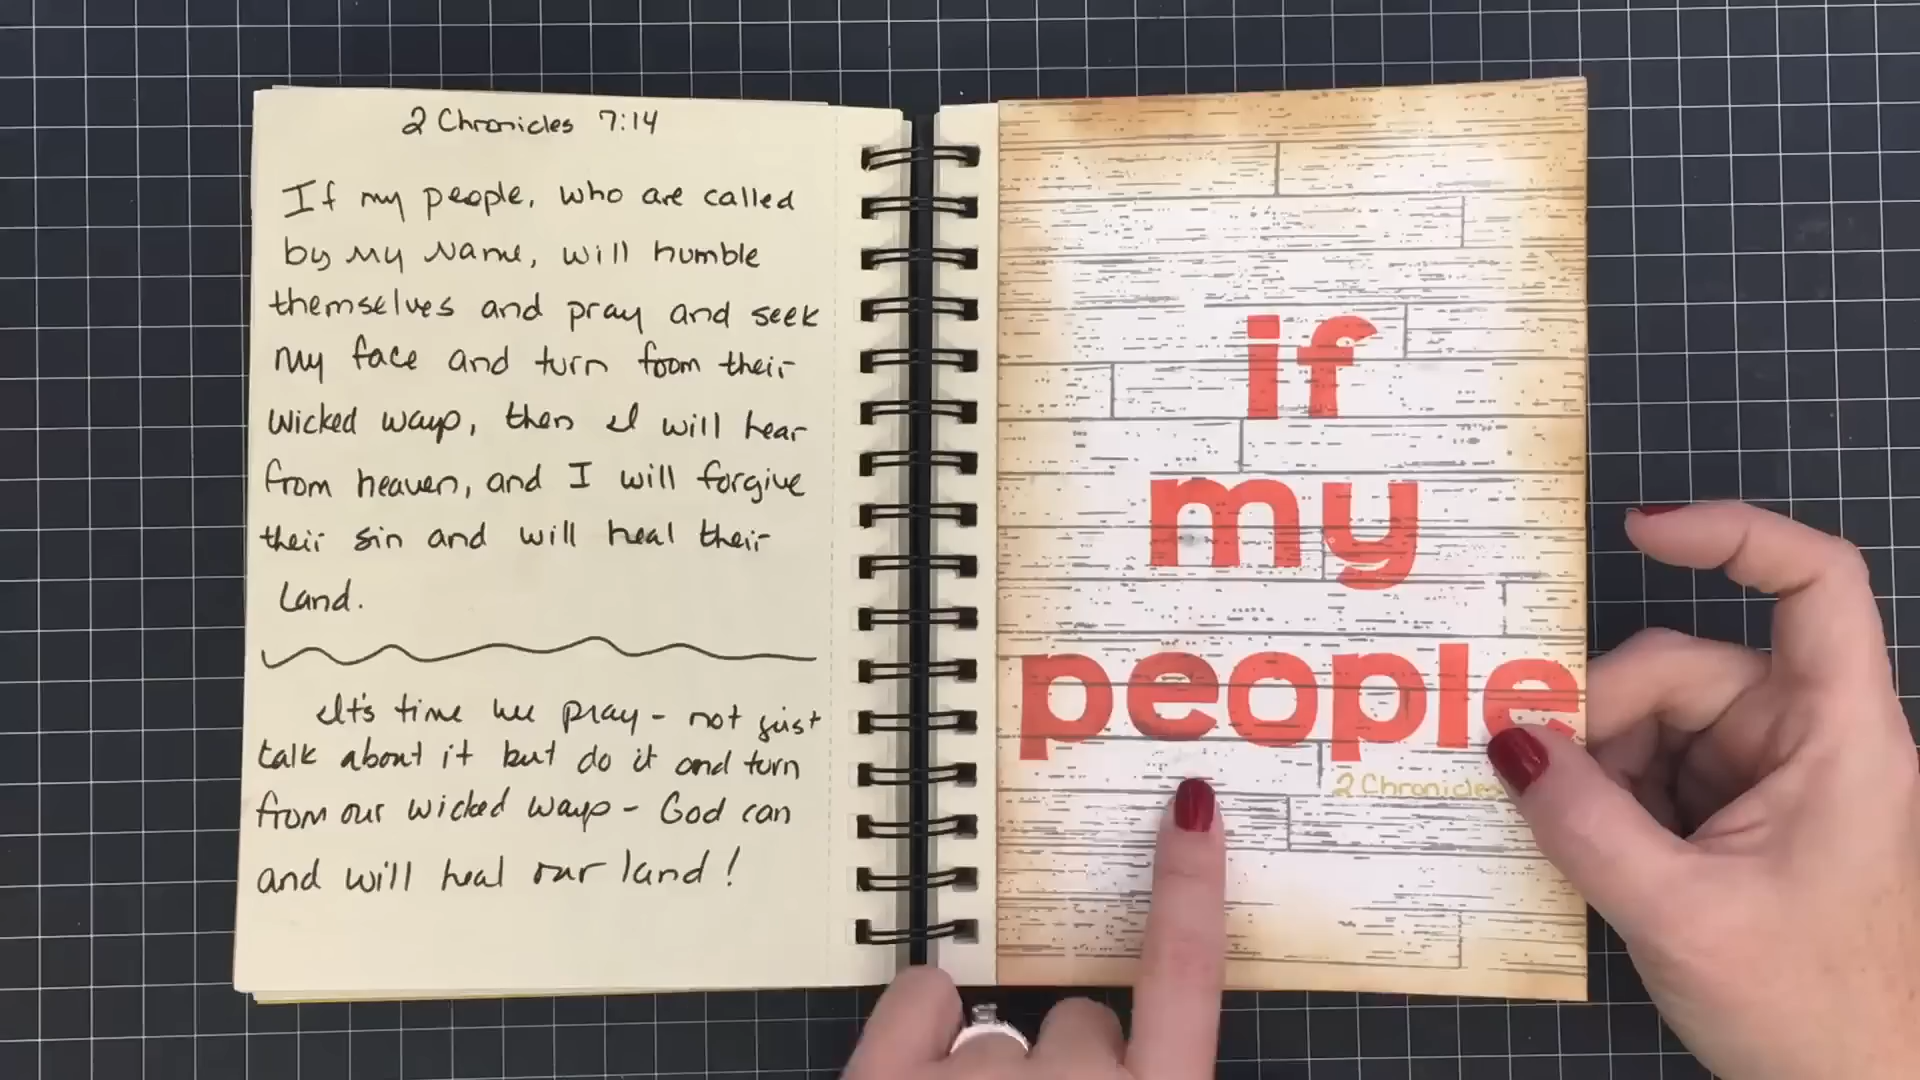 2 Chronicles 7:14
If my people, who are called
by my name, will humble
themselves and pray and seek
my face and turn from their
wicked ways, then I will hear
from heaven, and I will forgive
their sin and will heal their
land.
It's time we pray - not just
talk about it but do it and turn
from our wicked ways - God can
and will heal our land!
if
my
people
2 Chronicles